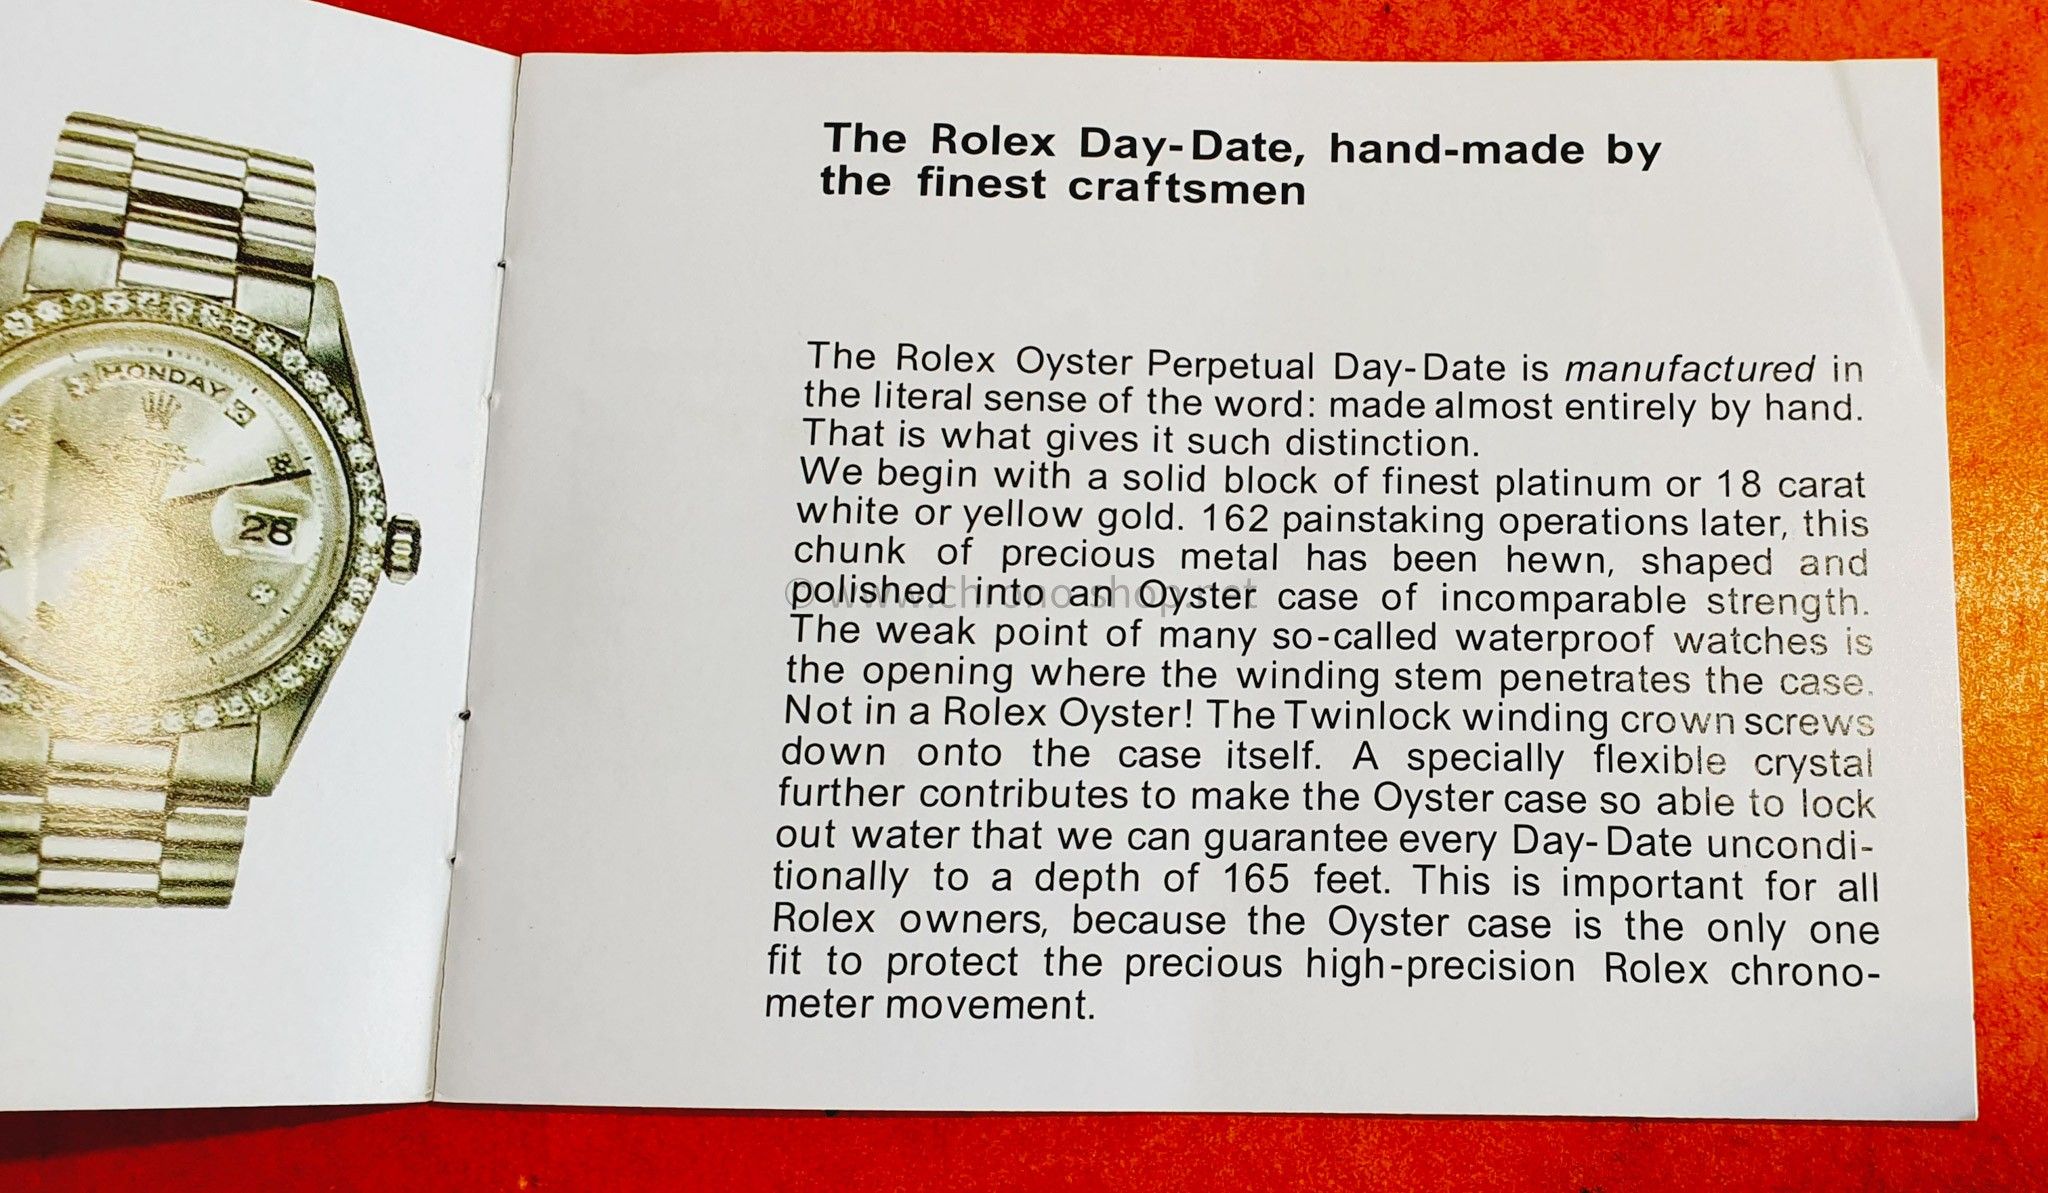 MONDAY
28
The Rolex Day-Date, hand-made by
the finest craftsmen
The Rolex Oyster Perpetual Day-Date is manufactured in
the literal sense of the word: made almost entirely by hand.
That is what gives it such distinction.
We begin with a solid block of finest platinum or 18 carat
white or yellow gold. 162 painstaking operations later, this
chunk of precious metal has been hewn, shaped and
polished into an Oyster case of incomparable strength.
The weak point of many so-called waterproof watches is
the opening where the winding stem penetrates the case.
Not in a Rolex Oyster! The Twinlock winding crown screws
down onto the case itself. A specially flexible crystal
further contributes to make the Oyster case so able to lock
out water that we can guarantee every Day-Date uncondi-
tionally to a depth of 165 feet. This is important for all
Rolex owners, because the Oyster case is the only one
fit to protect the precious high-precision Rolex chrono-
meter movement.
© www.chrono-shop.net